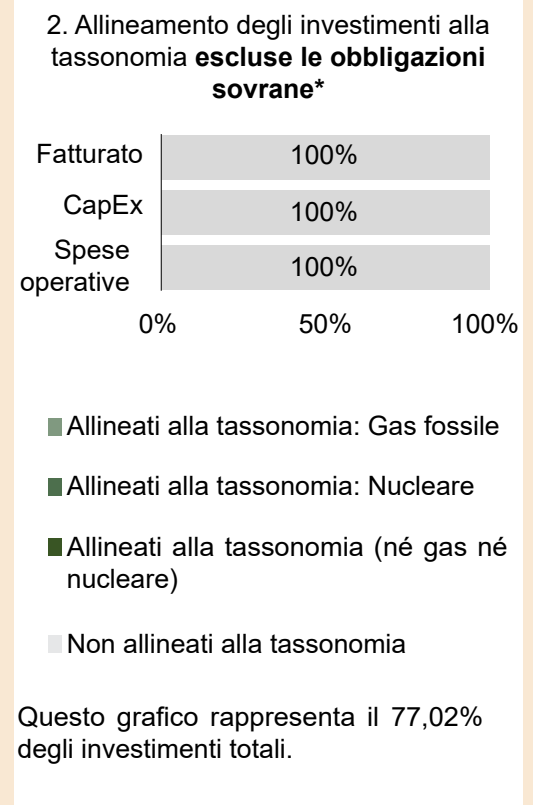 2. Allineamento degli investimenti alla
tassonomia escluse le obbligazioni
sovrane*
Fatturato
100%
CapEx
100%
Spese
operative
100%
0%
50%
100%
Allineati alla tassonomia: Gas fossile
Allineati alla tassonomia: Nucleare
Allineati alla tassonomia (né gas né
nucleare)
Non allineati alla tassonomia
Questo grafico rappresenta il 77,02%
degli investimenti totali.